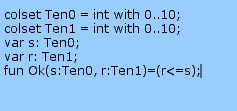 colset Ten0 = int with 0..10;
colset Ten1 = int with 0..10;
var s: Ten0;
var r: Ten1;
fun Ok(s:Ten0, r:Ten1)=(r<=s);